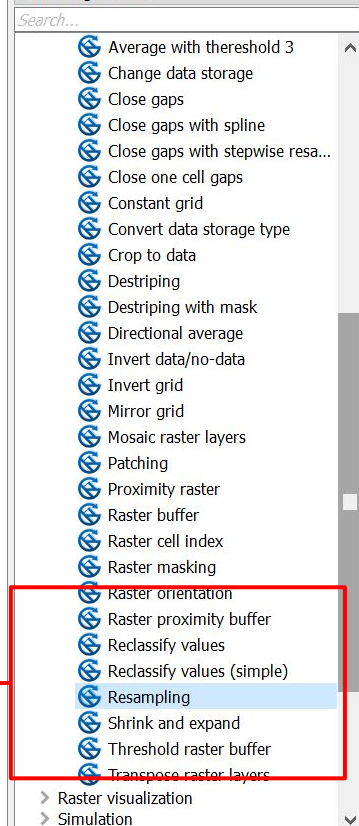 Search...
Average with thereshold 3
Change data storage
Close gaps
Close gaps with spline
Close gaps with stepwise resa...
Close one cell gaps
Constant grid
Convert data storage type
Crop to data
Destriping
Destriping with mask
Directional average
Invert data/no-data
Invert grid
Mirror grid
Mosaic raster layers
Patching
Proximity raster
Raster buffer
Raster cell index
Raster masking
Raster orientation
Raster proximity buffer
Reclassify values
Reclassify values (simple)
Resampling
Shrink and expand
Threshold raster buffer
Transpose raster layers
Raster visualization
Simulation